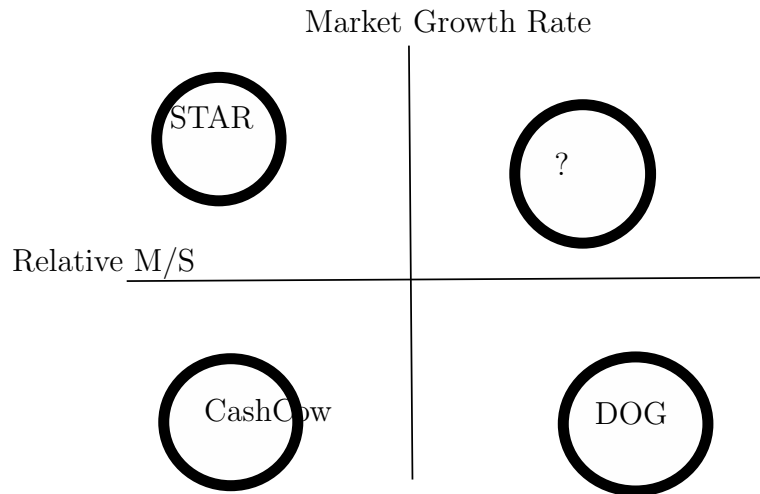 Market Growth Rate
STAR
?
Relative M/S
CashCow
DOG